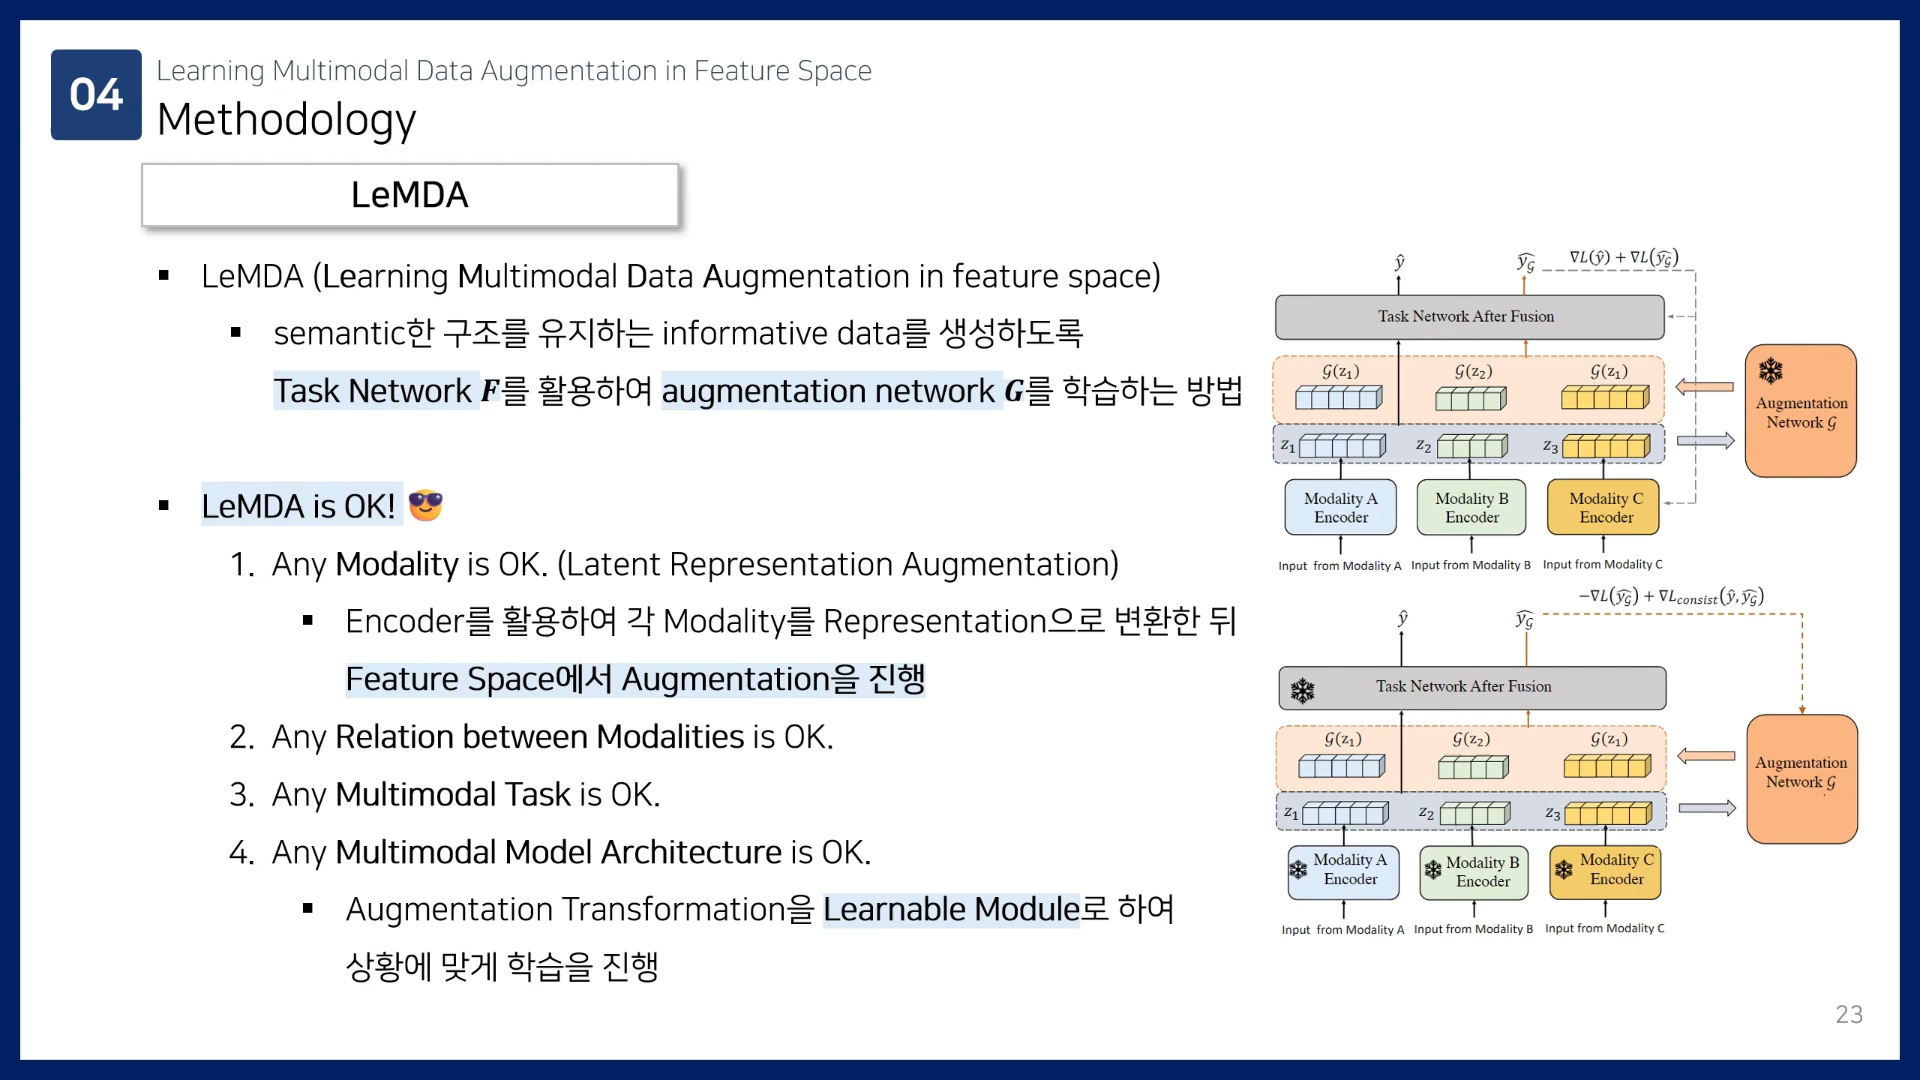 04
Learning Multimodal Data Augmentation in Feature Space
Methodology
LeMDA
▪ LeMDA (Learning Multimodal Data Augmentation in feature space)
▪ semantic한 구조를 유지하는 informative data를 생성하도록
Task Network F를 활용하여 augmentation network G를 학습하는 방법
▪ LeMDA is OK! 😎
1. Any Modality is OK. (Latent Representation Augmentation)
▪ Encoder를 활용하여 각 Modality를 Representation으로 변환한 뒤
Feature Space에서 Augmentation을 진행
2. Any Relation between Modalities is OK.
3. Any Multimodal Task is OK.
4. Any Multimodal Model Architecture is OK.
▪ Augmentation Transformation을 Learnable Module로 하여
상황에 맞게 학습을 진행
ŷ ŷ_𝒢 ∇L(ŷ) + ∇L(ŷ_𝒢)
Task Network After Fusion
𝒢(z₁) 𝒢(z₂) 𝒢(z₁)
Augmentation
Network 𝒢
z₁ z₂ z₃
Modality A Encoder
Modality B Encoder
Modality C Encoder
Input from Modality A Input from Modality B Input from Modality C
−∇L(ŷ_𝒢) + ∇L_consist(ŷ, ŷ_𝒢)
ŷ ŷ_𝒢
Task Network After Fusion
𝒢(z₁) 𝒢(z₂) 𝒢(z₁)
Augmentation
Network 𝒢
z₁ z₂ z₃
Modality A Encoder
Modality B Encoder
Modality C Encoder
Input from Modality A Input from Modality B Input from Modality C
23